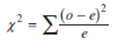 χ² = ∑(o − e)²/e